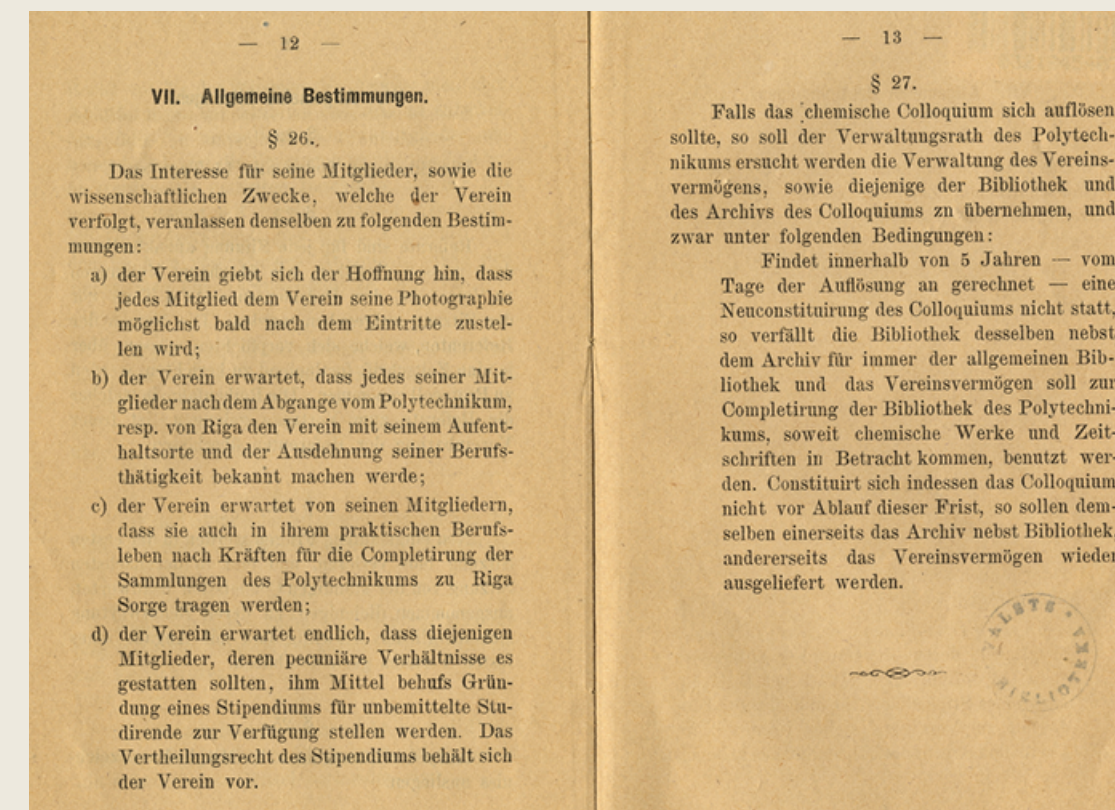 — 12 —
VII. Allgemeine Bestimmungen.
§ 26.
Das Interesse für seine Mitglieder, sowie die
wissenschaftlichen Zwecke, welche der Verein
verfolgt, veranlassen denselben zu folgenden Bestim-
mungen:
a) der Verein giebt sich der Hoffnung hin, dass
jedes Mitglied dem Verein seine Photographie
möglichst bald nach dem Eintritte zustel-
len wird;
b) der Verein erwartet, dass jedes seiner Mit-
glieder nach dem Abgange vom Polytechnikum,
resp. von Riga den Verein mit seinem Aufent-
haltsorte und der Ausdehnung seiner Berufs-
thätigkeit bekannt machen werde;
c) der Verein erwartet von seinen Mitgliedern,
dass sie auch in ihrem praktischen Berufs-
leben nach Kräften für die Completirung der
Sammlungen des Polytechnikums zu Riga
Sorge tragen werden;
d) der Verein erwartet endlich, dass diejenigen
Mitglieder, deren pecuniäre Verhältnisse es
gestatten sollten, ihm Mittel behufs Grün-
dung eines Stipendiums für unbemittelte Stu-
dirende zur Verfügung stellen werden. Das
Vertheilungsrecht des Stipendiums behält sich
der Verein vor.
— 13 —
§ 27.
Falls das chemische Colloquium sich auflösen
sollte, so soll der Verwaltungsrath des Polytech-
nikums ersucht werden die Verwaltung des Vereins-
vermögens, sowie diejenige der Bibliothek und
des Archivs des Colloquiums zn übernehmen, und
zwar unter folgenden Bedingungen:
Findet innerhalb von 5 Jahren — vom
Tage der Auflösung an gerechnet — eine
Neuconstituirung des Colloquiums nicht statt,
so verfällt die Bibliothek desselben nebst
dem Archiv für immer der allgemeinen Bib-
liothek und das Vereinsvermögen soll zur
Completirung der Bibliothek des Polytechni-
kums, soweit chemische Werke und Zeit-
schriften in Betracht kommen, benutzt wer-
den. Constituirt sich indessen das Colloquium
nicht vor Ablauf dieser Frist, so sollen dem-
selben einerseits das Archiv nebst Bibliothek,
andererseits das Vereinsvermögen wieder
ausgeliefert werden.